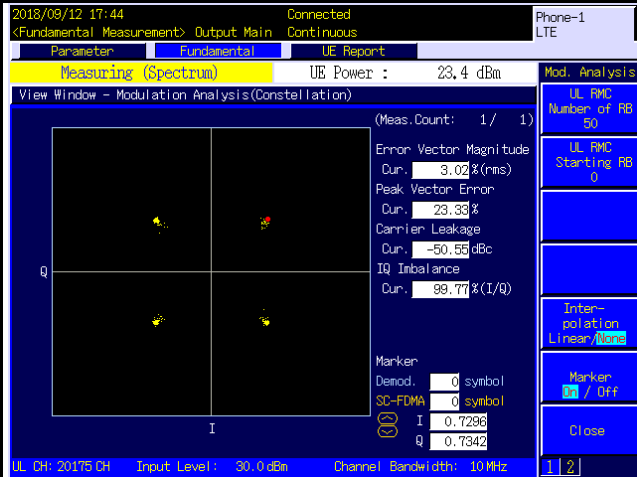 2018/09/12 17:44 Connected Phone-1
<Fundamental Measurement> Output Main Continuous LTE
Parameter Fundamental UE Report
Measuring (Spectrum) UE Power : 23.4 dBm Mod. Analysis
View Window - Modulation Analysis(Constellation)
UL RMC
Number of RB
50
(Meas.Count: 1/ 1)
Error Vector Magnitude
Cur. 3.02 %(rms)
Peak Vector Error
Cur. 23.33 %
Carrier Leakage
Cur. -50.55 dBc
IQ Imbalance
Cur. 99.77 %(I/Q)
UL RMC
Starting RB
0
Q
I
Inter-
polation
Linear/None
Marker
Demod. 0 symbol
SC-FDMA 0 symbol
I 0.7296
Q 0.7342
Marker
On / Off
Close
UL CH: 20175 CH Input Level: 30.0 dBm Channel Bandwidth: 10 MHz 1 2